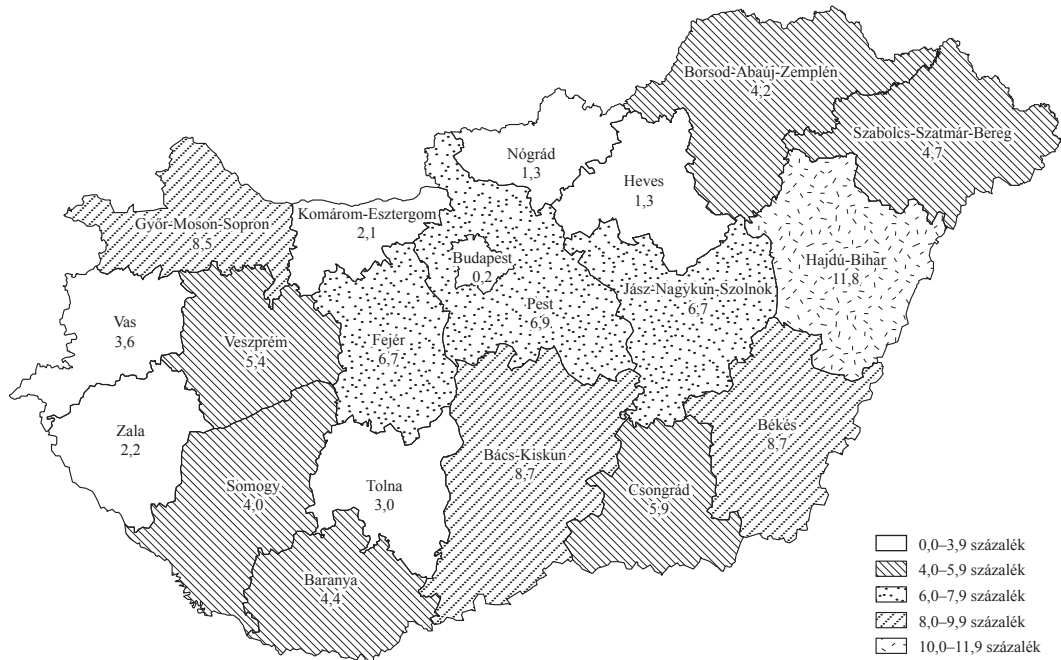 Borsod-Abaúj-Zemplén
4,2
Szabolcs-Szatmár-Bereg
4,7
Nógrád
1,3
Heves
1,3
Komárom-Esztergom
2,1
Győr-Moson-Sopron
8,5
Budapest
0,2
Hajdú-Bihar
11,8
Jász-Nagykun-Szolnok
6,7
Pest
6,9
Vas
3,6
Veszprém
5,4
Fejér
6,7
Zala
2,2
Békés
8,7
Bács-Kiskun
8,7
Somogy
4,0
Tolna
3,0
Csongrád
5,9
Baranya
4,4
0,0–3,9 százalék
4,0–5,9 százalék
6,0–7,9 százalék
8,0–9,9 százalék
10,0–11,9 százalék